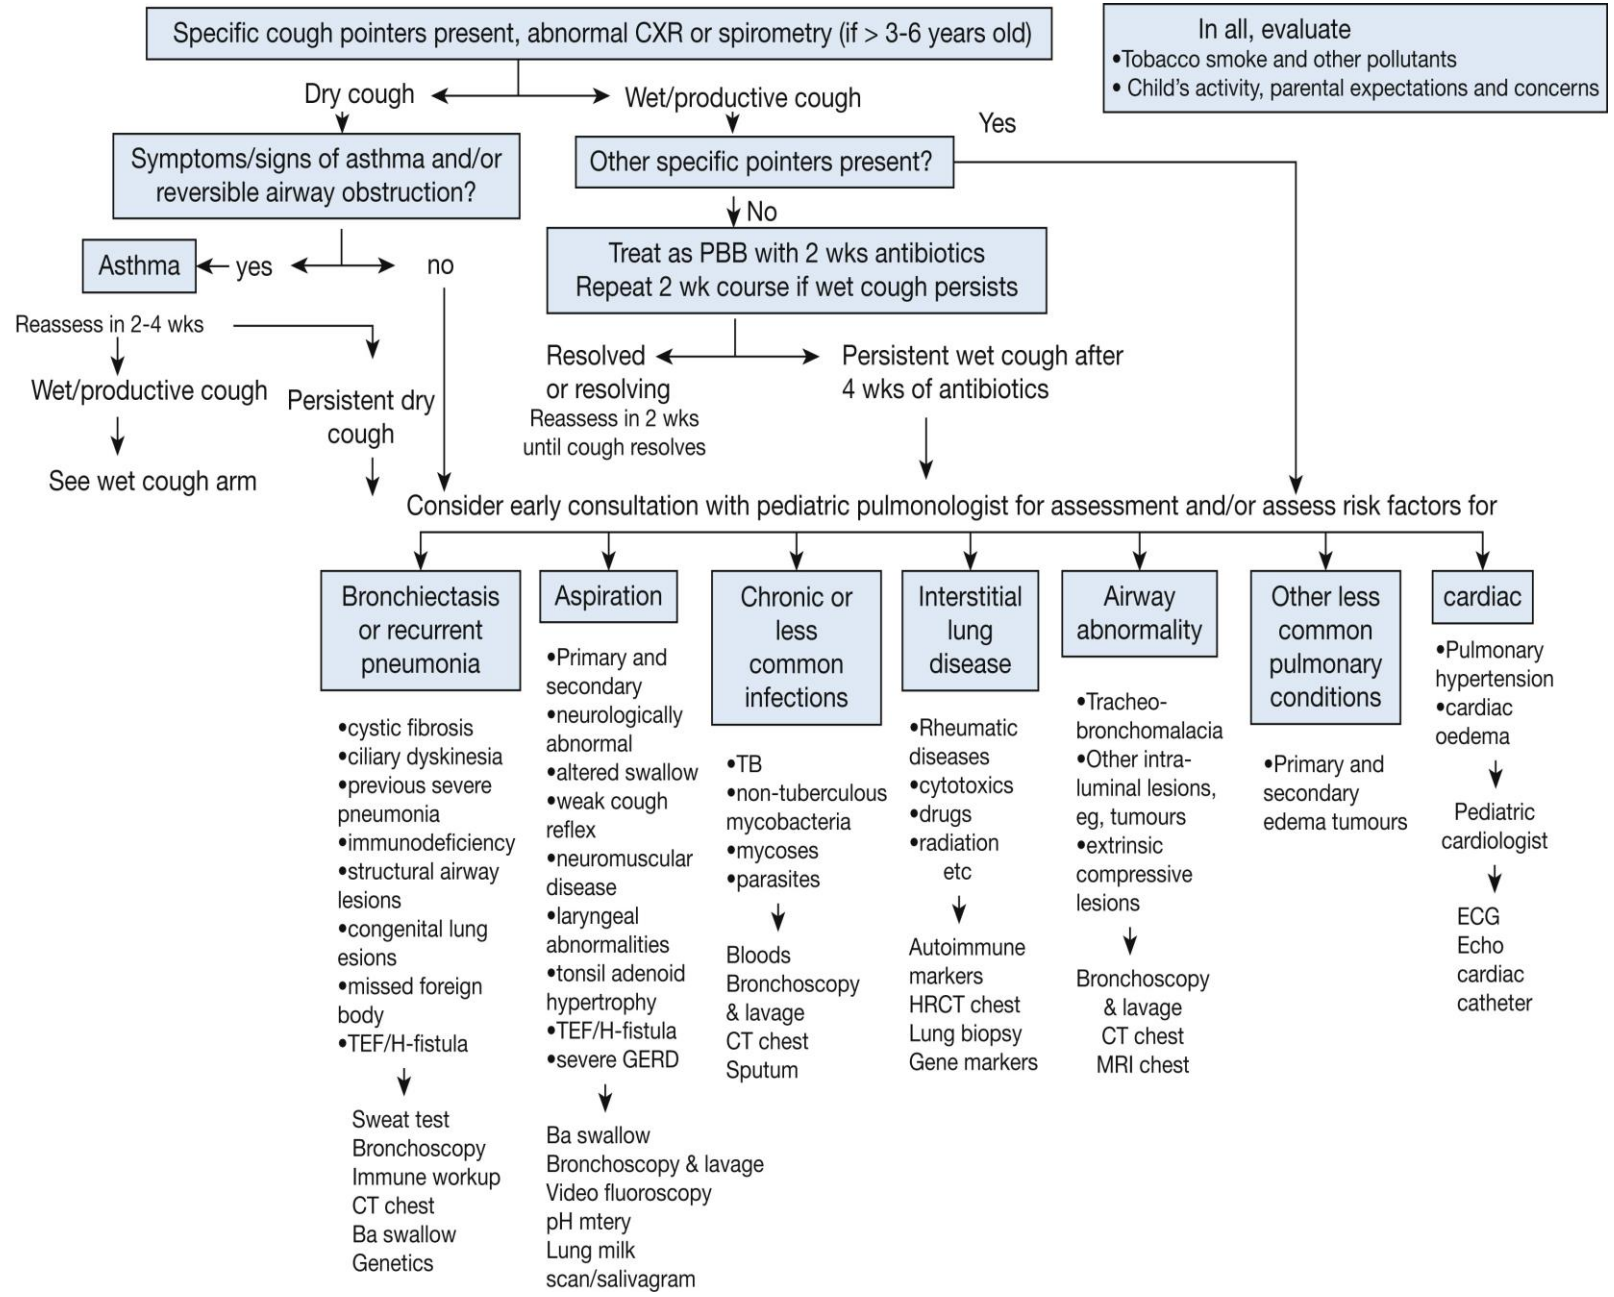 Specific cough pointers present, abnormal CXR or spirometry (if > 3-6 years old)
In all, evaluate
•Tobacco smoke and other pollutants
• Child's activity, parental expectations and concerns
Dry cough
Wet/productive cough
Yes
Symptoms/signs of asthma and/or
reversible airway obstruction?
Other specific pointers present?
No
Asthma
yes
no
Treat as PBB with 2 wks antibiotics
Repeat 2 wk course if wet cough persists
Reassess in 2-4 wks
Wet/productive cough
See wet cough arm
Persistent dry
cough
Resolved
or resolving
Reassess in 2 wks
until cough resolves
Persistent wet cough after
4 wks of antibiotics
Consider early consultation with pediatric pulmonologist for assessment and/or assess risk factors for
Bronchiectasis
or recurrent
pneumonia
•cystic fibrosis
•ciliary dyskinesia
•previous severe
pneumonia
•immunodeficiency
•structural airway
lesions
•congenital lung
esions
•missed foreign
body
•TEF/H-fistula
Sweat test
Bronchoscopy
Immune workup
CT chest
Ba swallow
Genetics
Aspiration
•Primary and
secondary
•neurologically
abnormal
•altered swallow
•weak cough
reflex
•neuromuscular
disease
•laryngeal
abnormalities
•tonsil adenoid
hypertrophy
•TEF/H-fistula
•severe GERD
Ba swallow
Bronchoscopy & lavage
Video fluoroscopy
pH mtery
Lung milk
scan/salivagram
Chronic or
less
common
infections
•TB
•non-tuberculous
mycobacteria
•mycoses
•parasites
Bloods
Bronchoscopy
& lavage
CT chest
Sputum
Interstitial
lung
disease
•Rheumatic
diseases
•cytotoxics
•drugs
•radiation
etc
Autoimmune
markers
HRCT chest
Lung biopsy
Gene markers
Airway
abnormality
•Tracheo-
bronchomalacia
•Other intra-
luminal lesions,
eg, tumours
•extrinsic
compressive
lesions
Bronchoscopy
& lavage
CT chest
MRI chest
Other less
common
pulmonary
conditions
•Primary and
secondary
edema tumours
cardiac
•Pulmonary
hypertension
•cardiac
oedema
Pediatric
cardiologist
ECG
Echo
cardiac
catheter